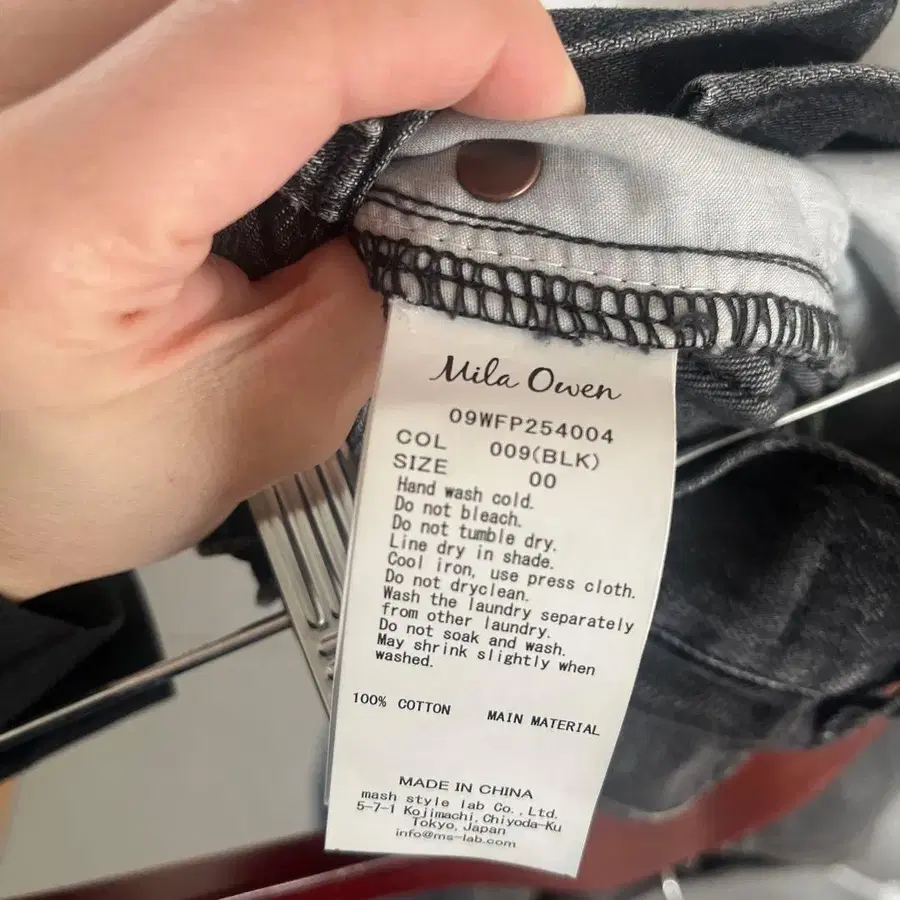 Mila Owen
09WFP254004
COL 009(BLK)
SIZE 00
Hand wash cold.
Do not bleach.
Do not tumble dry.
Line dry in shade.
Cool iron, use press cloth.
Do not dryclean.
Wash the laundry separately
from other laundry.
Do not soak and wash.
May shrink slightly when
washed.
100% COTTON MAIN MATERIAL
MADE IN CHINA
mash style lab Co.,Ltd.
5-7-1 Kojimachi,Chiyoda-Ku
Tokyo,Japan
info@ms-lab.com